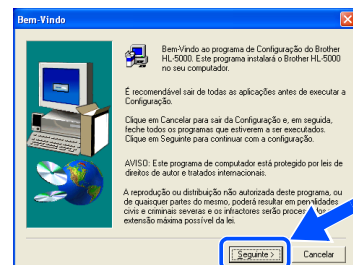 Bem-Vindo
Bem-Vindo ao programa de Configuração do Brother
HL-5000. Este programa instalará o Brother HL-5000
no seu computador.
É recomendável sair de todas as aplicações antes de executar a
Configuração.
Clique em Cancelar para sair da Configuração e, em seguida,
feche todos os programas que estiverem a ser executados.
Clique em Seguinte para continuar com a configuração.
AVISO: Este programa de computador está protegido por leis de
direitos de autor e tratados internacionais.
A reprodução ou distribuição não autorizada deste programa, ou
de quaisquer partes do mesmo, poderá resultar em penalidades
civis e criminais severas e os infractores serão processados
extensão máxima possível da lei.
Seguinte >
Cancelar